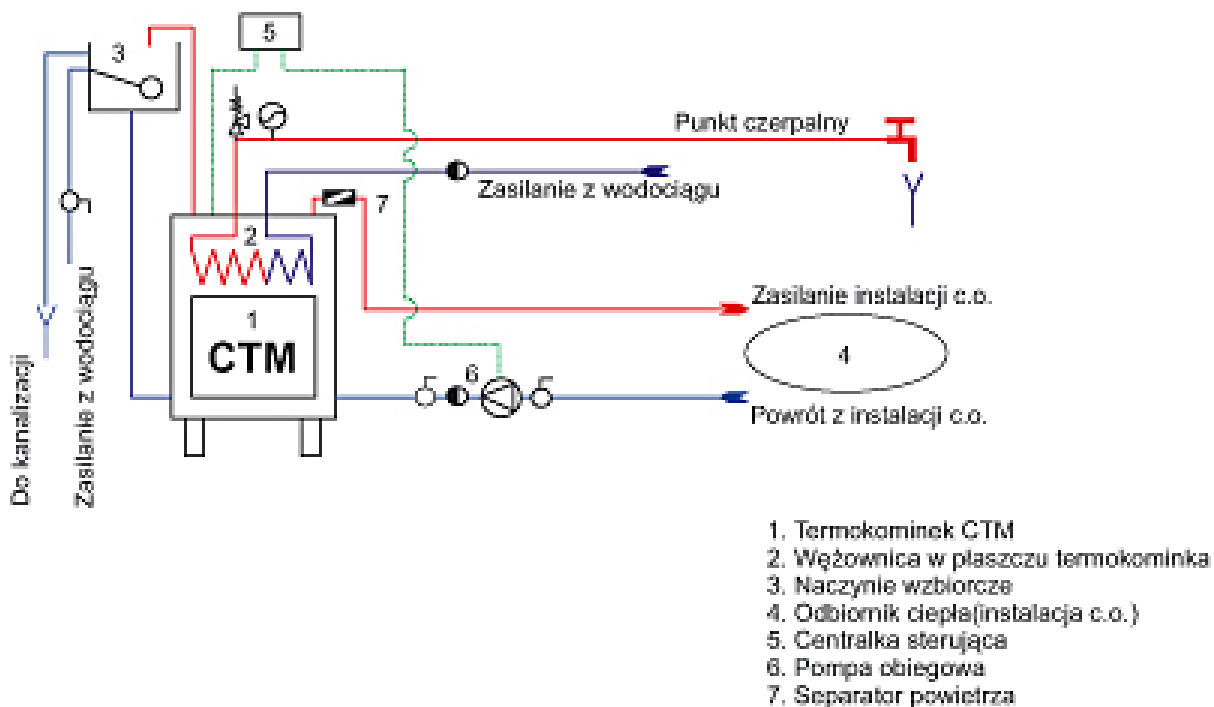 5
3
Punkt czerpalny
Zasilanie z wodociągu
7
2
Zasilanie instalacji c.o.
1
CTM
4
6
Powrót z instalacji c.o.
Do kanalizacji
Zasilanie z wodociągu
1. Termokominek CTM
2. Wężownica w płaszczu termokominka
3. Naczynie wzbiorcze
4. Odbiornik ciepła(instalacja c.o.)
5. Centralka sterująca
6. Pompa obiegowa
7. Separator powietrza